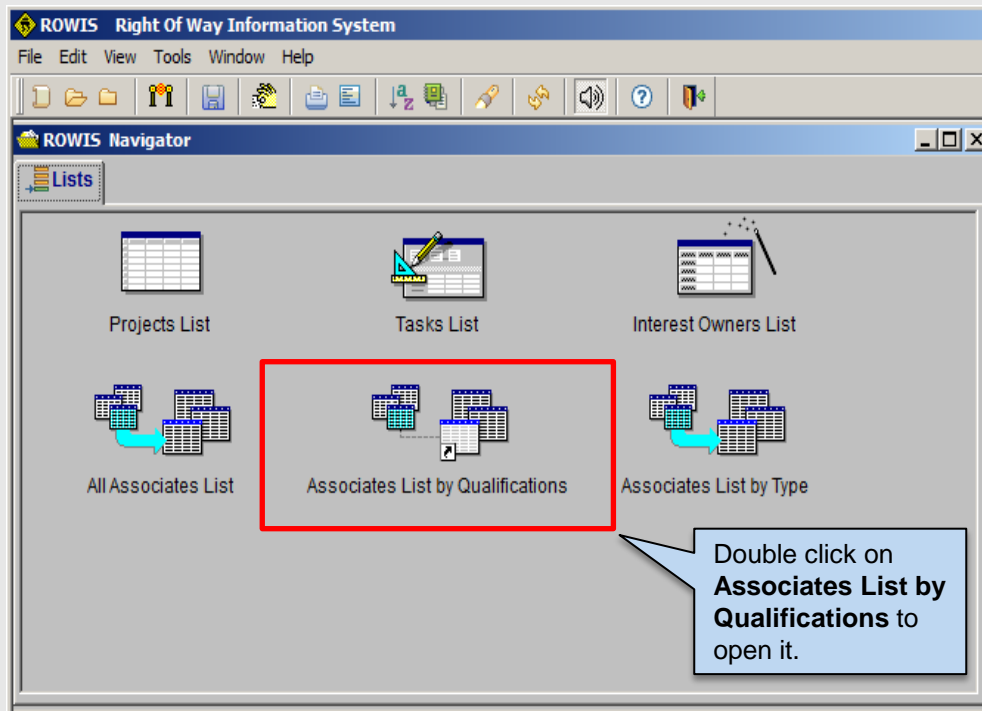 ROWIS Right Of Way Information System
File Edit View Tools Window Help
ROWIS Navigator
Lists
Projects List
Tasks List
Interest Owners List
All Associates List
Associates List by Qualifications
Associates List by Type
Double click on
Associates List by
Qualifications to
open it.